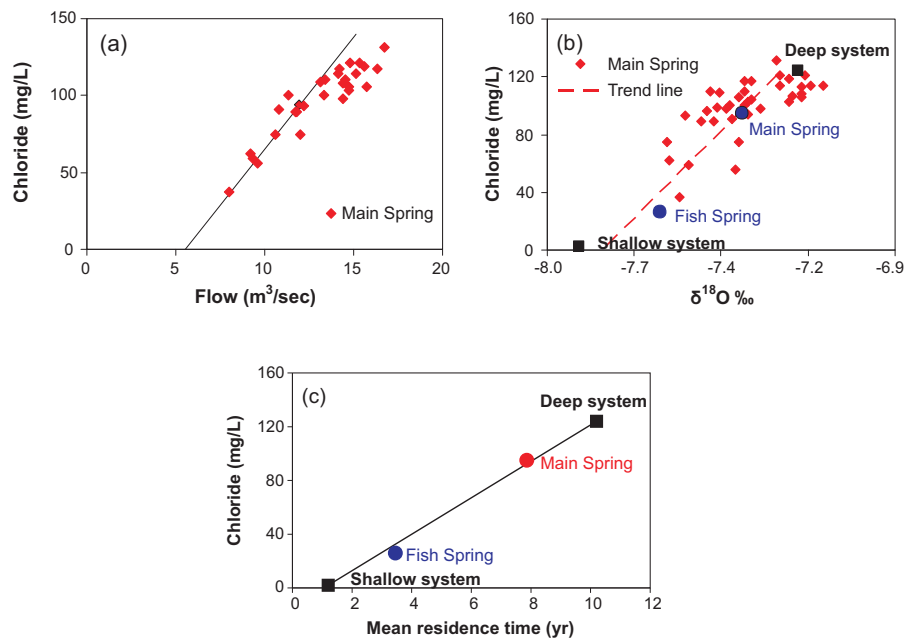 (a)
150
100
50
0
Chloride (mg/L)
Main Spring
0 5 10 15 20
Flow (m³/sec)
(b)
160
120
80
40
0
Chloride (mg/L)
Main Spring
Trend line
Deep system
Main Spring
Fish Spring
Shallow system
-8.0 -7.7 -7.4 -7.2 -6.9
δ¹⁸O ‰
(c)
160
120
80
40
0
Chloride (mg/L)
Deep system
Main Spring
Fish Spring
Shallow system
0 2 4 6 8 10 12
Mean residence time (yr)